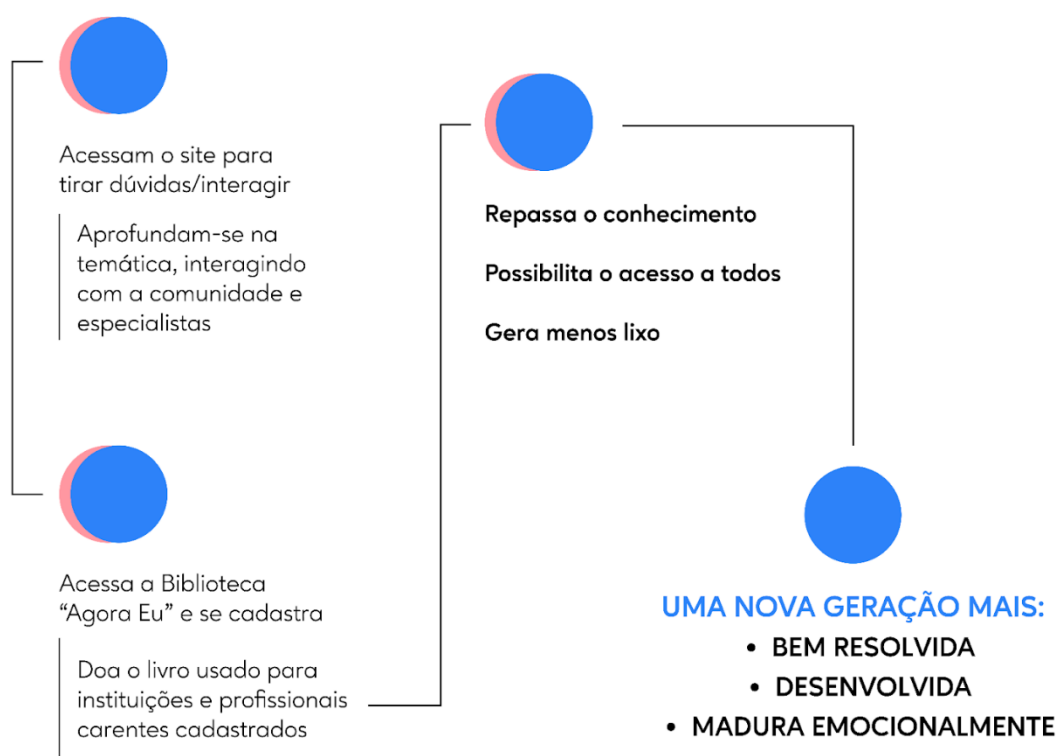 Acessam o site para
tirar dúvidas/interagir
Aprofundam-se na
temática, interagindo
com a comunidade e
especialistas
Acessa a Biblioteca
“Agora Eu” e se cadastra
Doa o livro usado para
instituições e profissionais
carentes cadastrados
Repassa o conhecimento
Possibilita o acesso a todos
Gera menos lixo
UMA NOVA GERAÇÃO MAIS:
• BEM RESOLVIDA
• DESENVOLVIDA
• MADURA EMOCIONALMENTE